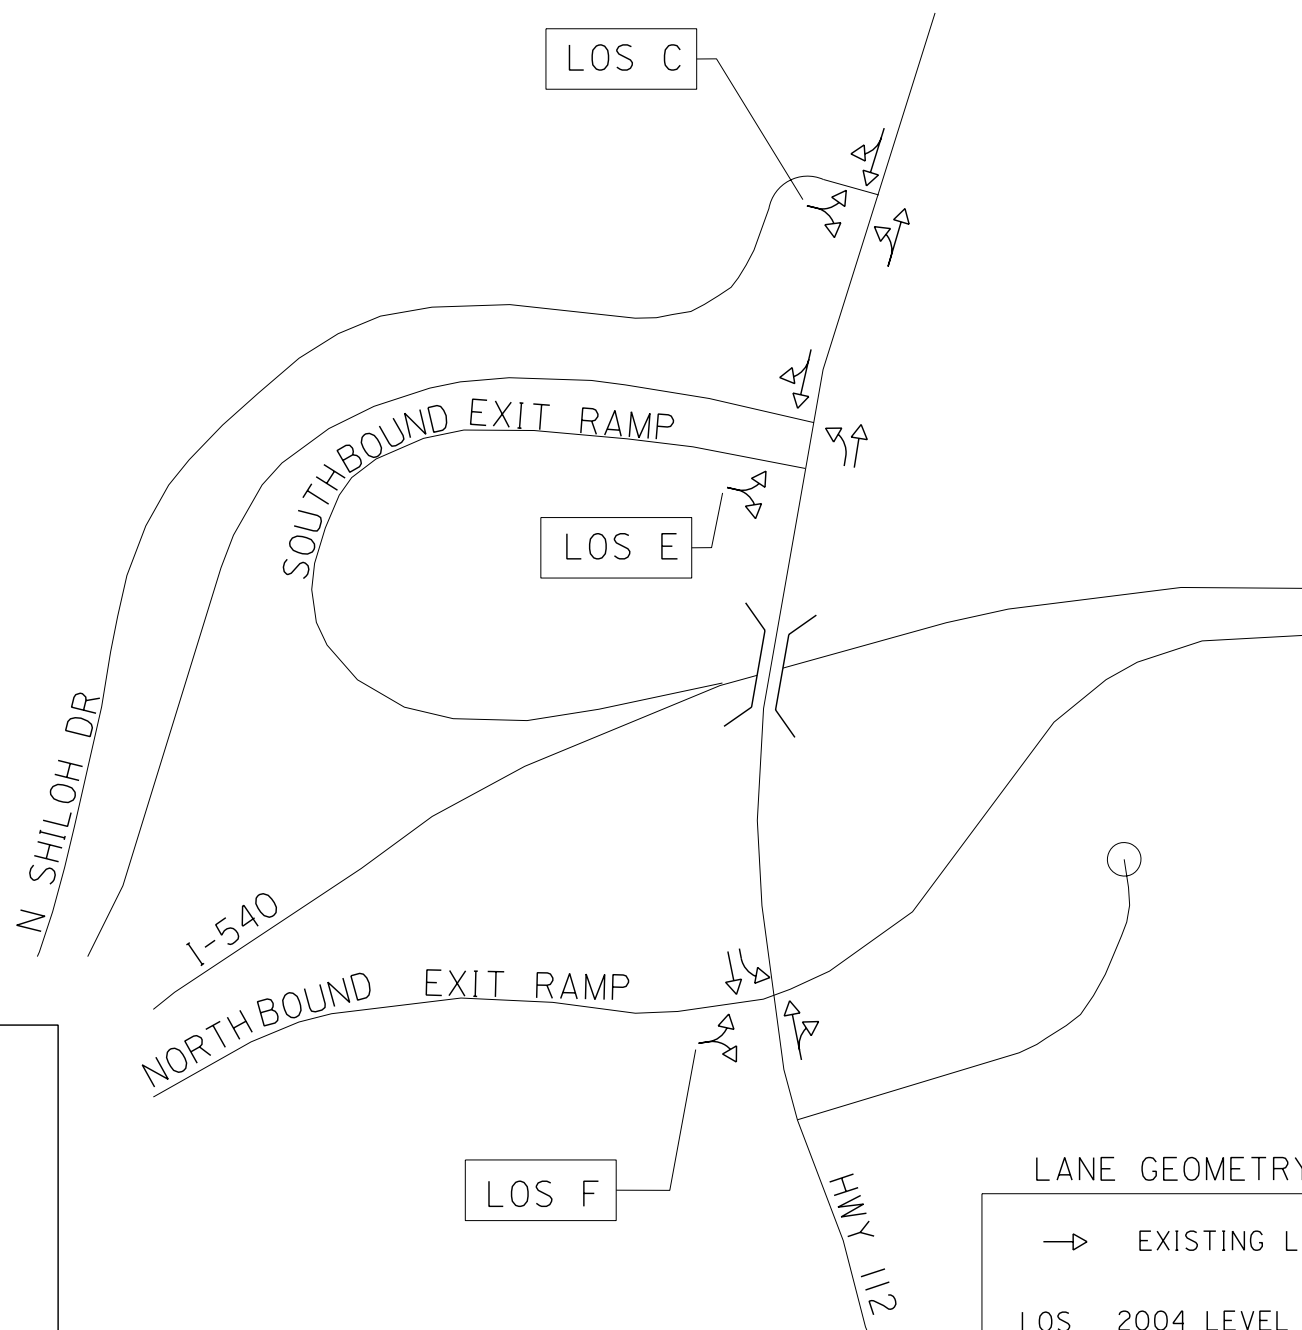 LOS C
SOUTHBOUND EXIT RAMP
LOS E
N SHILOH DR
I-540
NORTHBOUND EXIT RAMP
LOS F
HWY 112
LANE GEOMETRY
EXISTING L
LOS 2004 LEVEL